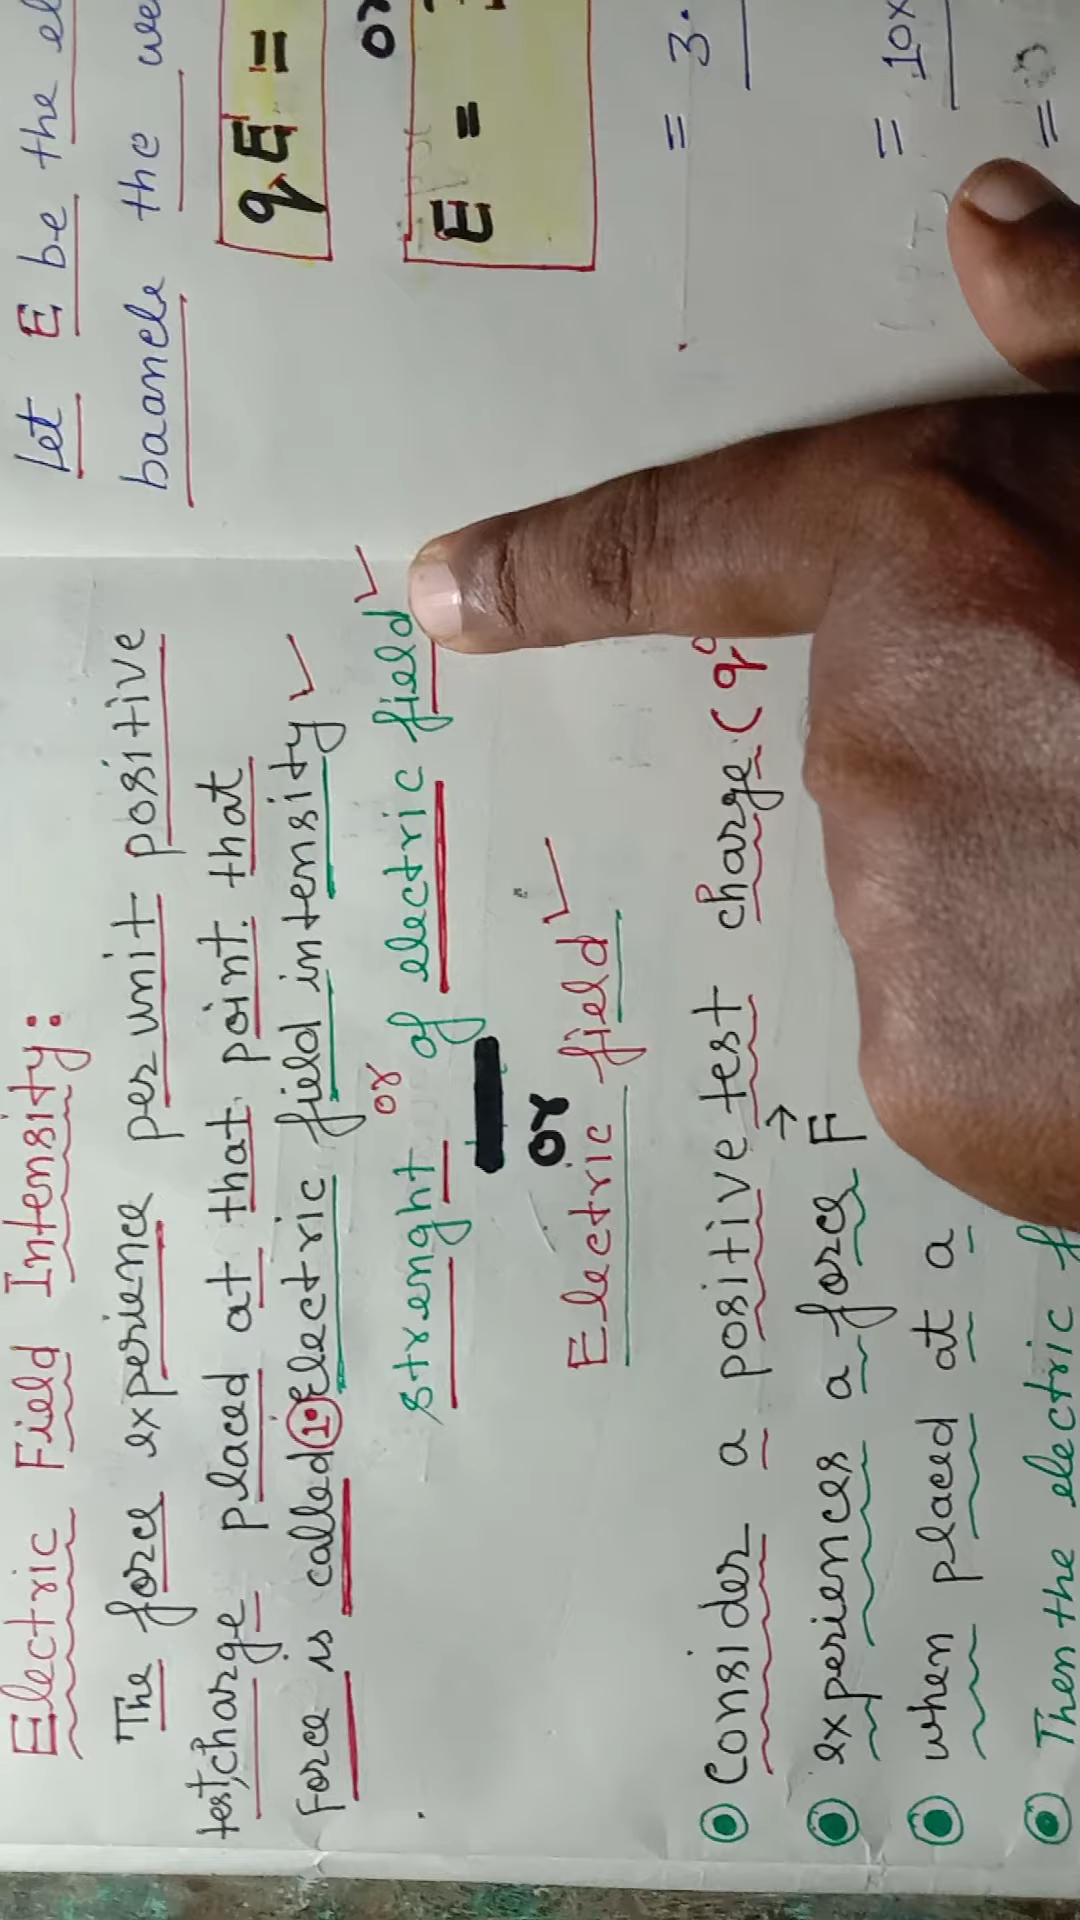 Electric Field Intensity:
The force experience per unit positive
test charge placed at that point. that
Force is called 1. Electric field intensity
or
strenght of electric field
or
Electric field
Consider a positive test charge (q
experiences a force F
when placed at a
Then the electric f
Let E be the el
baancle the we
qE =
or
E =
= 3.
= 10x
=